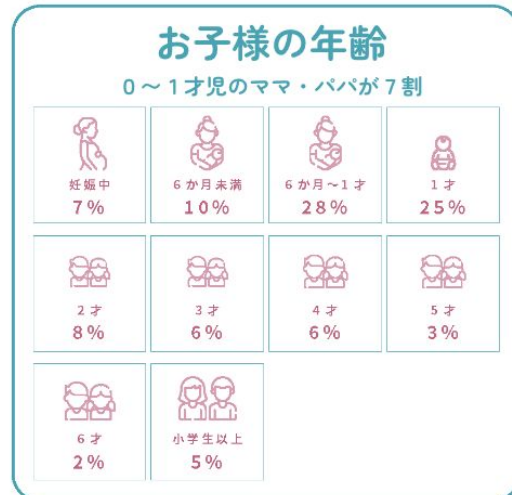 お子様の年齢
0～1才児のママ・パパが7割
妊娠中
7%
6か月未満
10%
6か月～1才
28%
1才
25%
2才
8%
3才
6%
4才
6%
5才
3%
6才
2%
小学生以上
5%